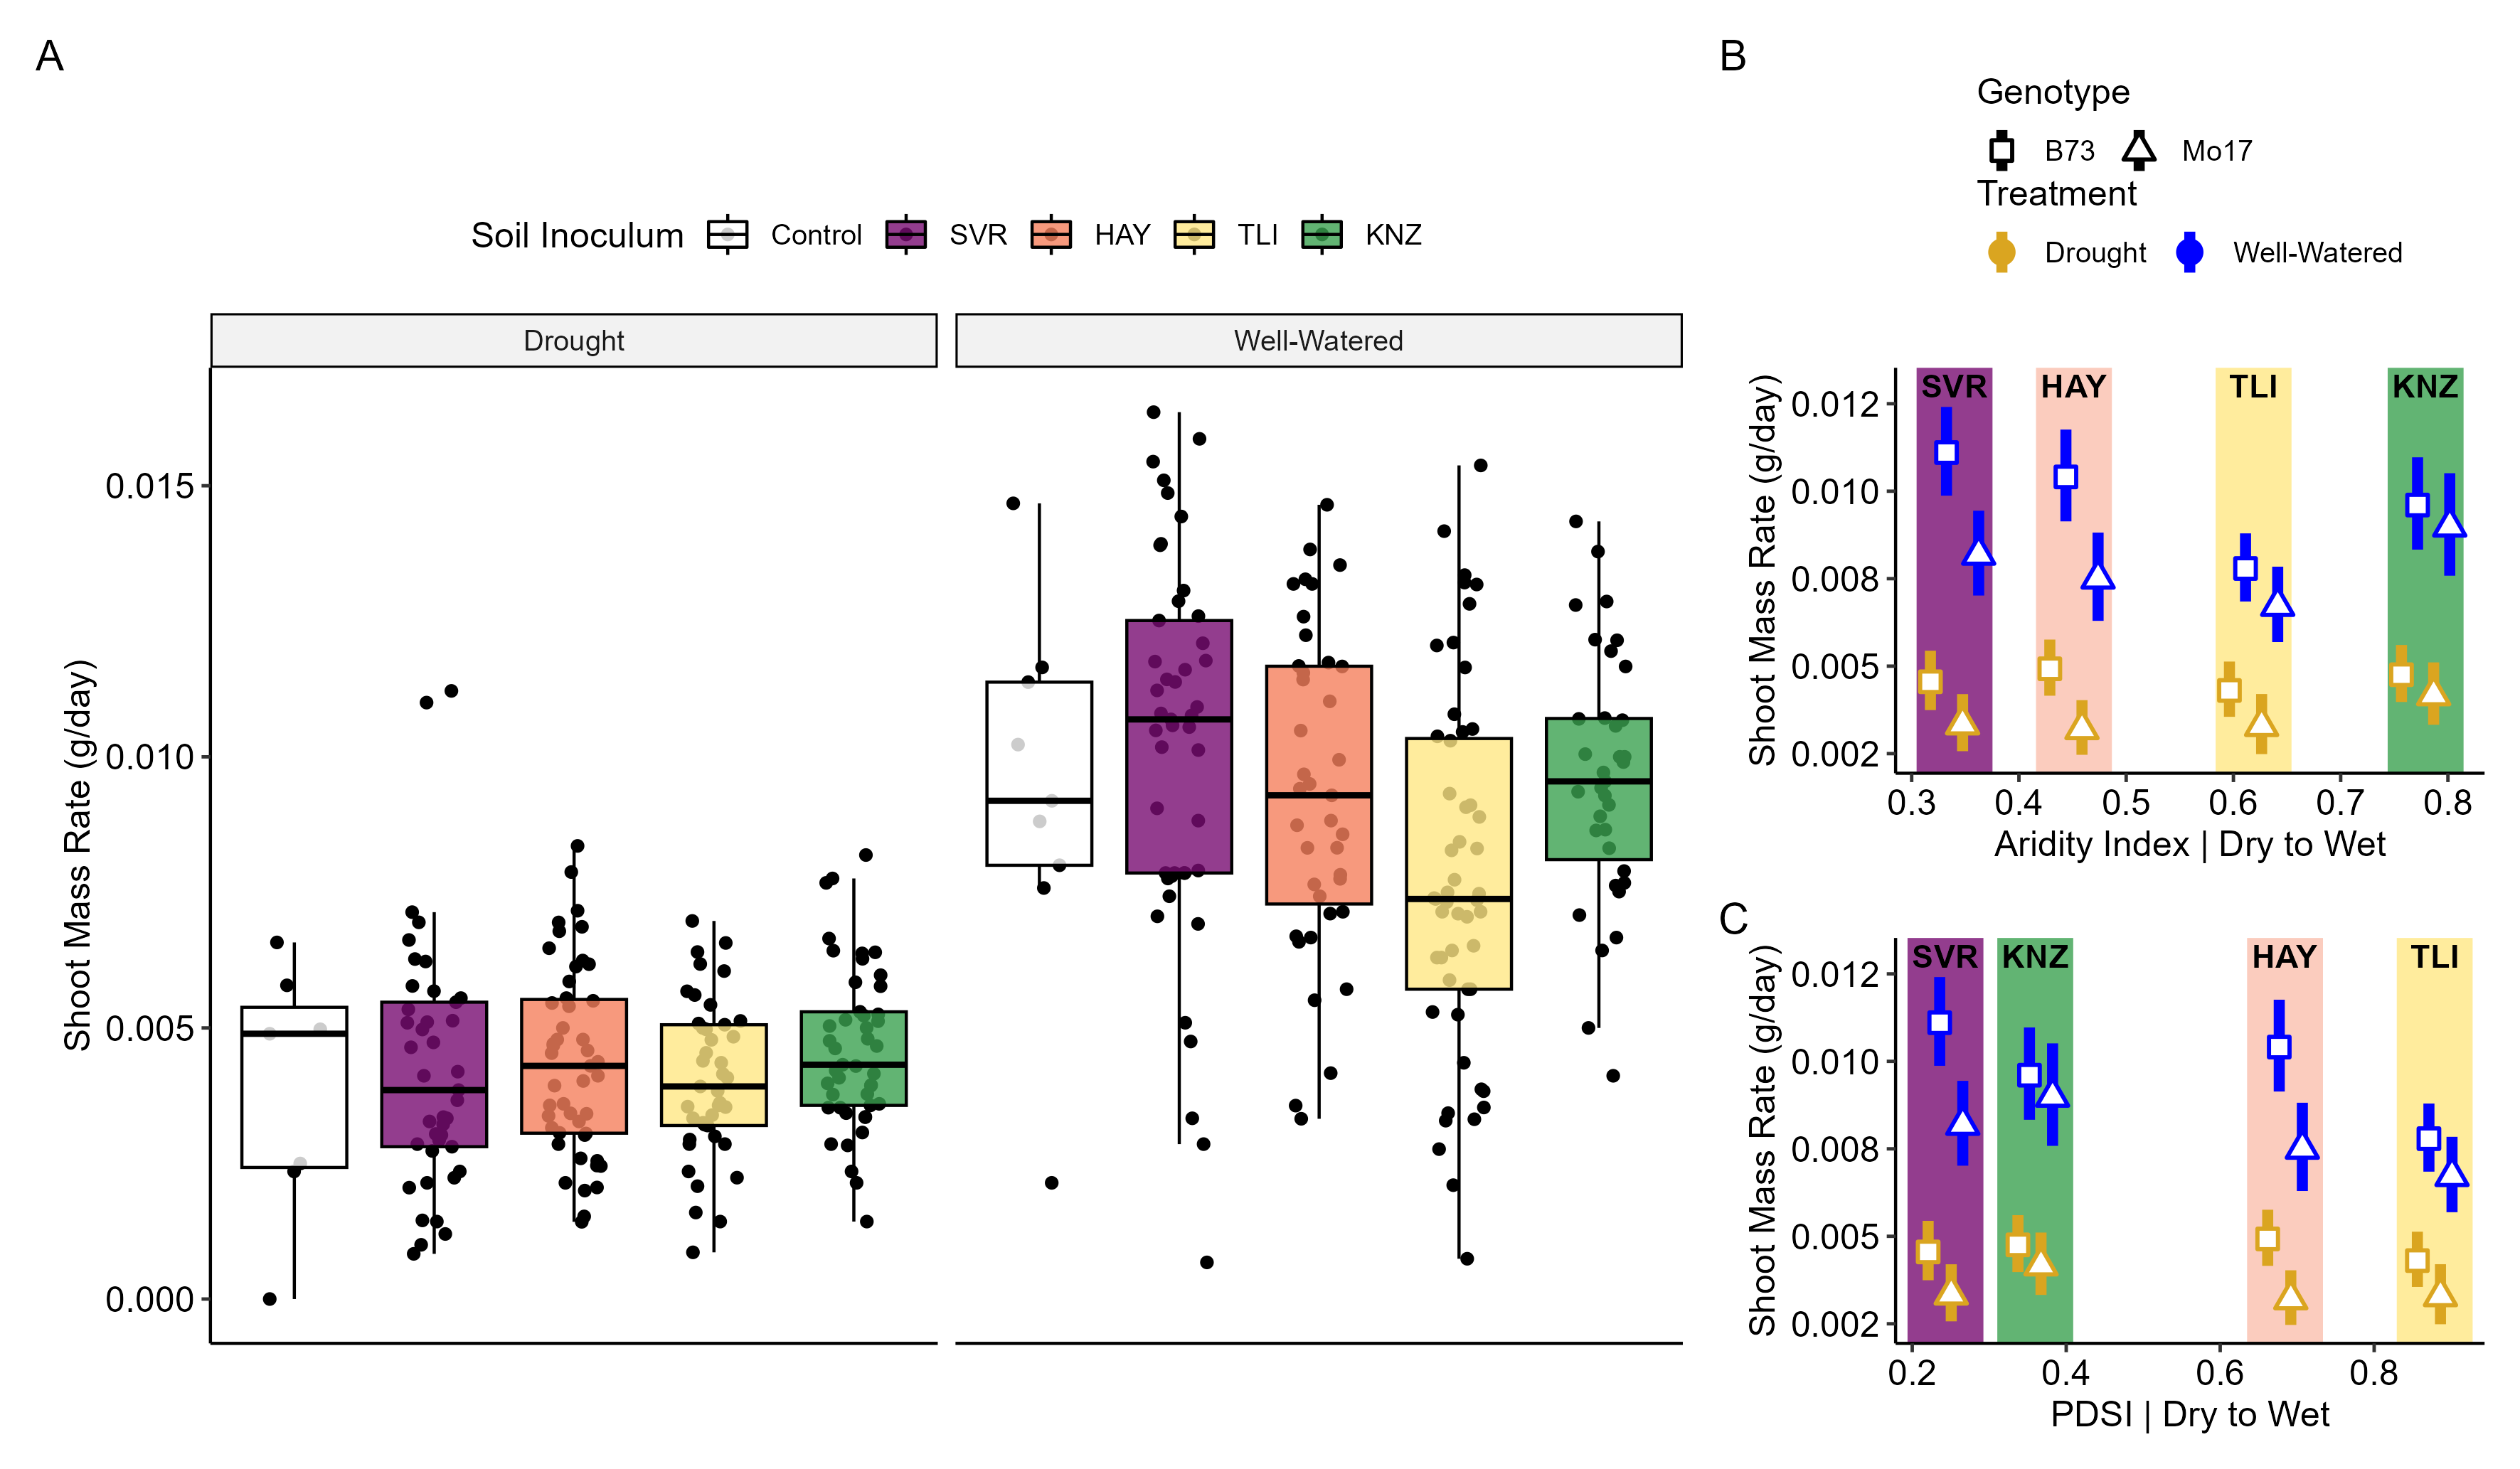 A
Soil Inoculum Control SVR HAY TLI KNZ
Drought Well-Watered
Shoot Mass Rate (g/day)
0.015
0.010
0.005
0.000
B
Genotype
B73 Mo17
Treatment
Drought Well-Watered
SVR HAY TLI KNZ
Shoot Mass Rate (g/day)
0.012
0.010
0.008
0.005
0.002
0.3 0.4 0.5 0.6 0.7 0.8
Aridity Index | Dry to Wet
C
SVR KNZ HAY TLI
Shoot Mass Rate (g/day)
0.012
0.010
0.008
0.005
0.002
0.2 0.4 0.6 0.8
PDSI | Dry to Wet